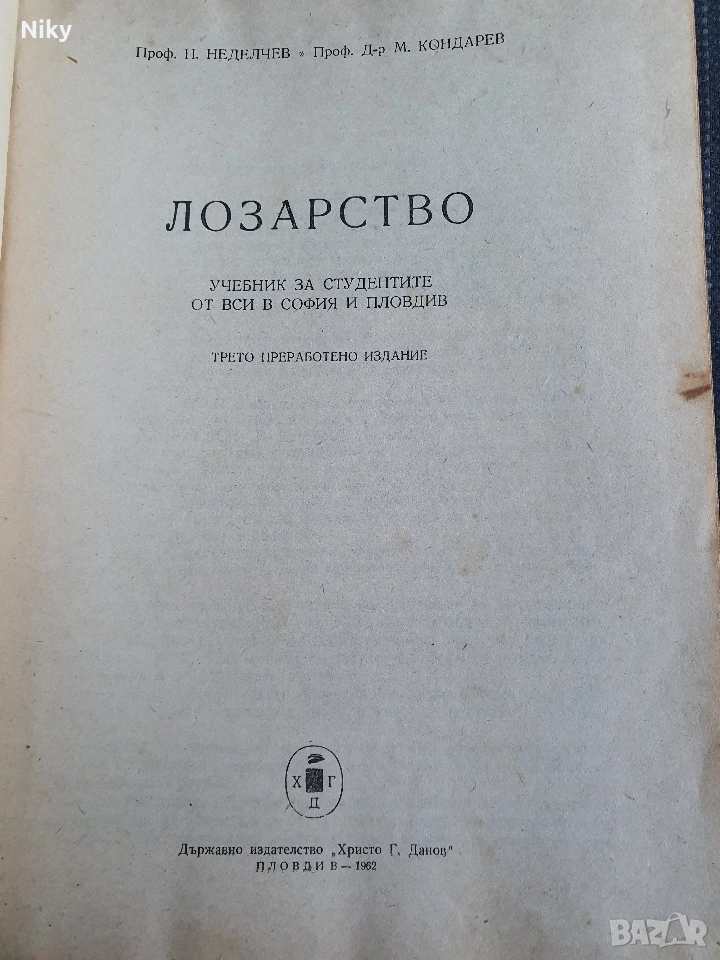 Niky
Проф. Н. НЕДЕЛЧЕВ * Проф. Д-р М. КОНДАРЕВ
ЛОЗАРСТВО
УЧЕБНИК ЗА СТУДЕНТИТЕ
ОТ ВСИ В СОФИЯ И ПЛОВДИВ
ТРЕТО ПРЕРАБОТЕНО ИЗДАНИЕ
Х Г
Д
Държавно издателство „Христо Г. Данов"
ПЛОВДИВ — 1962
BAZAR